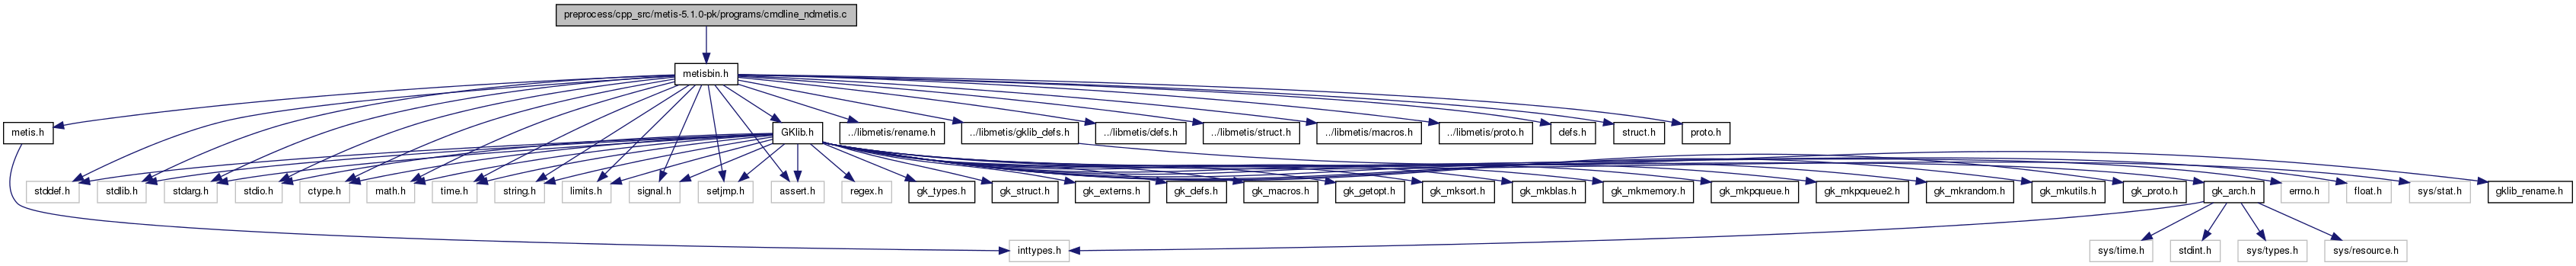 preprocess/cpp_src/metis-5.1.0-pk/programs/cmdline_ndmetis.c
metisbin.h
metis.h
GKlib.h
../libmetis/rename.h
../libmetis/gklib_defs.h
../libmetis/defs.h
../libmetis/struct.h
../libmetis/macros.h
../libmetis/proto.h
defs.h
struct.h
proto.h
stddef.h
stdlib.h
stdarg.h
stdio.h
ctype.h
math.h
time.h
string.h
limits.h
signal.h
setjmp.h
assert.h
regex.h
gk_types.h
gk_struct.h
gk_externs.h
gk_defs.h
gk_macros.h
gk_getopt.h
gk_mksort.h
gk_mkblas.h
gk_mkmemory.h
gk_mkpqueue.h
gk_mkpqueue2.h
gk_mkrandom.h
gk_mkutils.h
gk_proto.h
gk_arch.h
errno.h
float.h
sys/stat.h
gklib_rename.h
inttypes.h
sys/time.h
stdint.h
sys/types.h
sys/resource.h